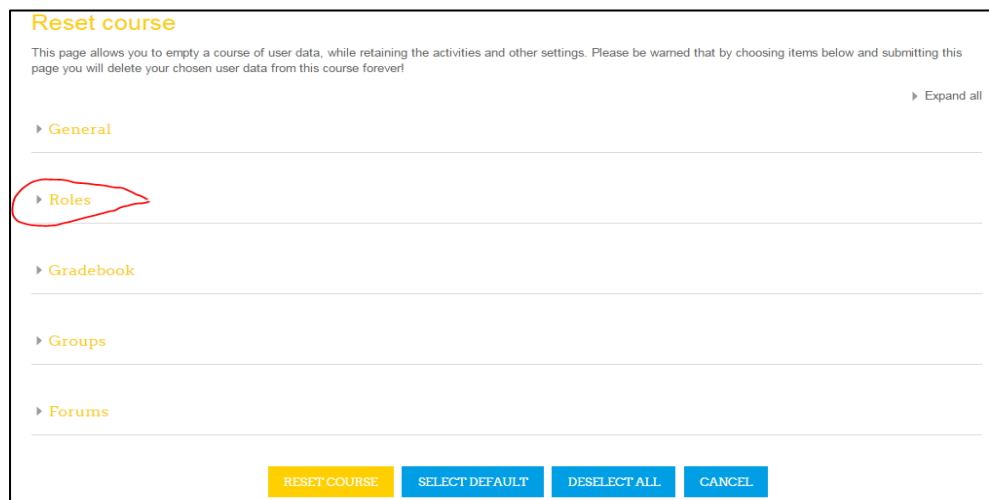 Reset course
This page allows you to empty a course of user data, while retaining the activities and other settings. Please be warned that by choosing items below and submitting this
page you will delete your chosen user data from this course forever!
Expand all
General
Roles
Gradebook
Groups
Forums
RESET COURSE SELECT DEFAULT DESELECT ALL CANCEL